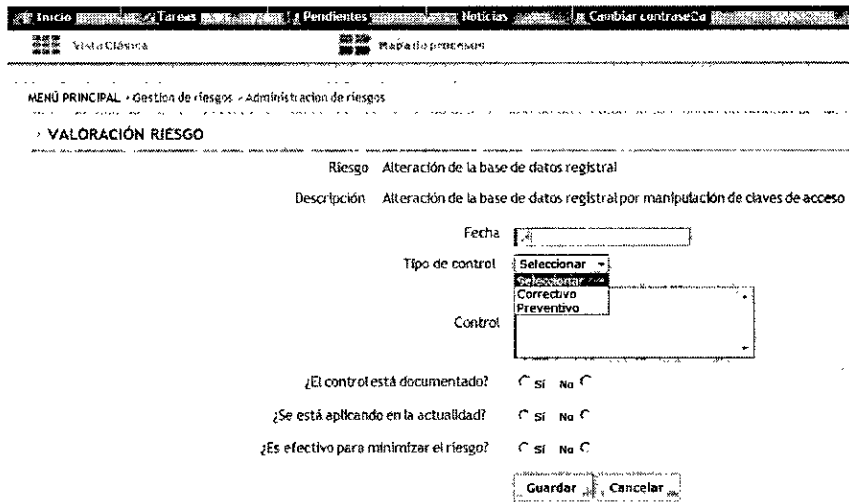 Inicio Tareas Pendientes Noticias Cambiar contraseCa
Vista Clásica Mapa de procesos
MENÚ PRINCIPAL › Gestion de riesgos › Administracion de riesgos
› VALORACIÓN RIESGO
Riesgo Alteración de la base de datos registral
Descripción Alteración de la base de datos registral por manipulación de claves de acceso
Fecha
Tipo de control Seleccionar
Seleccionar
Correctivo
Preventivo
Control
¿El control está documentado? Sí No
¿Se está aplicando en la actualidad? Sí No
¿Es efectivo para minimizar el riesgo? Sí No
Guardar Cancelar